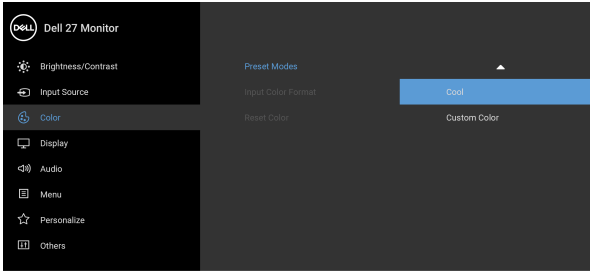 DELL Dell 27 Monitor
Brightness/Contrast
Input Source
Color
Display
Audio
Menu
Personalize
Others
Preset Modes
Input Color Format
Reset Color
Cool
Custom Color